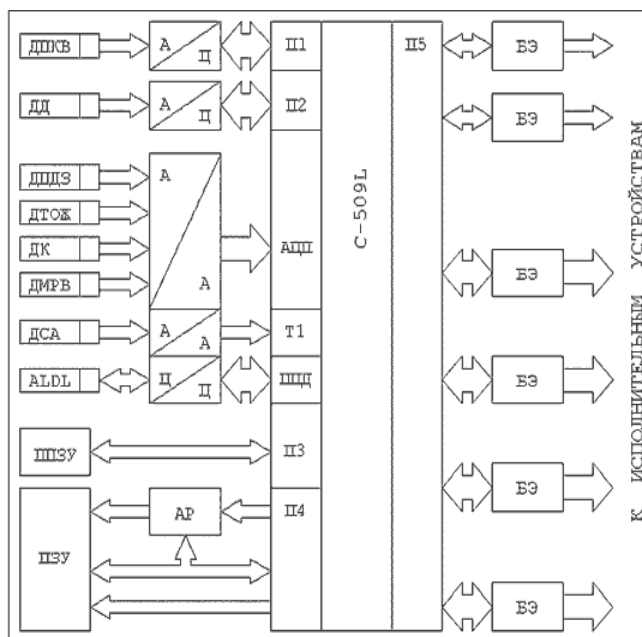 ДПКВ А Ц П1 П5 БЭ
ДД А Ц П2 БЭ
ДПДЗ А
ДТОЖ
ДК АЦП БЭ
ДМРВ А
ДСА А А Т1
ALDL Ц Ц ППД БЭ
ППЗУ П3
ПЗУ АР П4 БЭ
БЭ
C-509L
К ИСПОЛНИТЕЛЬНЫМ УСТРОЙСТВАМ